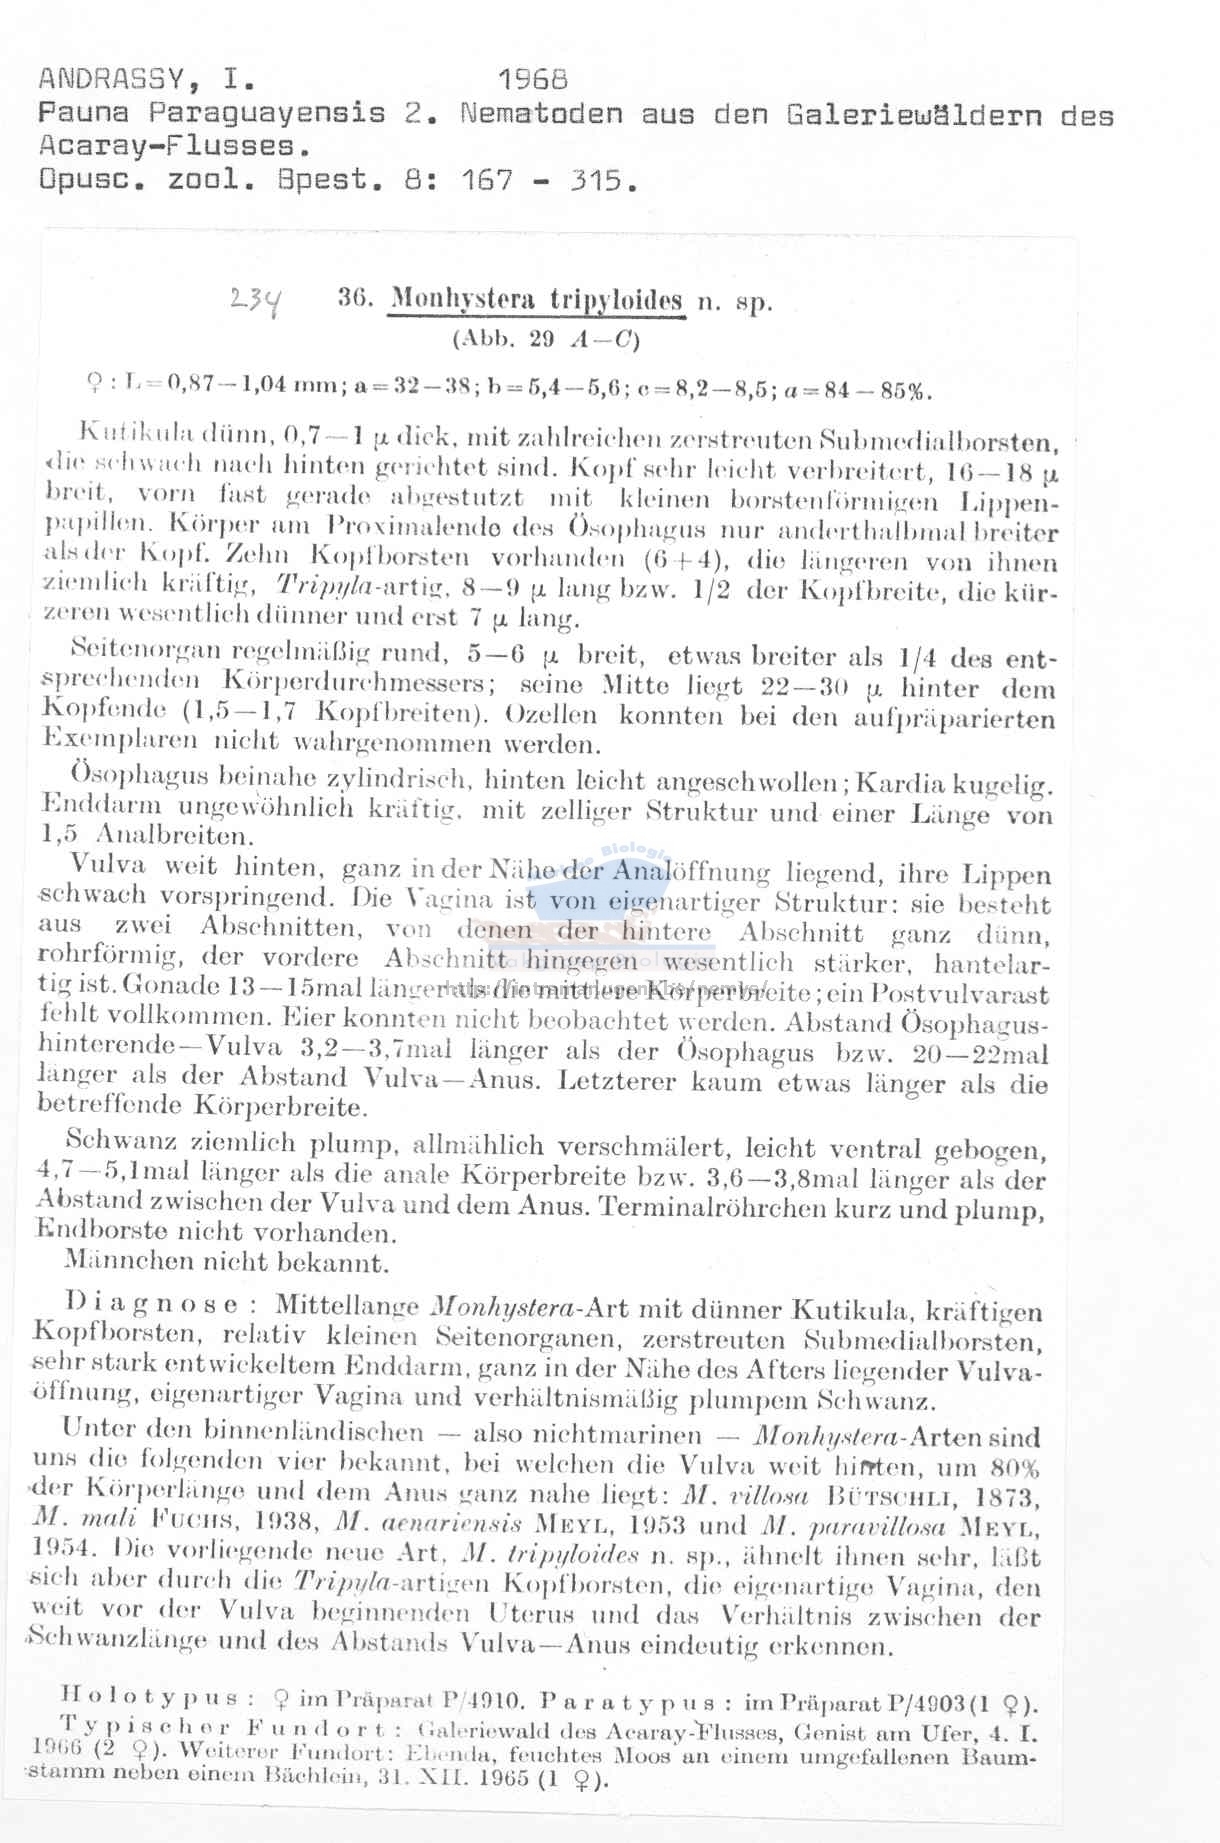 ANDRASSY, I. 1968
Fauna Paraguayensis 2. Nematoden aus den Galeriewäldern des
Acaray-Flusses.
Opusc. zool. Bpest. 8: 167 - 315.
234 36. Monhystera tripyloides n. sp.
(Abb. 29 A—C)
♀ : L = 0,87—1,04 mm; a = 32—38; b = 5,4—5,6; c = 8,2—8,5; a = 84 — 85%.
Kutikula dünn, 0,7—1 µ dick, mit zahlreichen zerstreuten Submedialborsten,
die schwach nach hinten gerichtet sind. Kopf sehr leicht verbreitert, 16—18 µ
breit, vorn fast gerade abgestutzt mit kleinen borstenförmigen Lippen-
papillen. Körper am Proximalende des Ösophagus nur anderthalbmal breiter
als der Kopf. Zehn Kopfborsten vorhanden (6 + 4), die längeren von ihnen
ziemlich kräftig, Tripyla-artig, 8—9 µ lang bzw. 1/2 der Kopfbreite, die kür-
zeren wesentlich dünner und erst 7 µ lang.
Seitenorgan regelmäßig rund, 5—6 µ breit, etwas breiter als 1/4 des ent-
sprechenden Körperdurchmessers; seine Mitte liegt 22—30 µ hinter dem
Kopfende (1,5—1,7 Kopfbreiten). Ozellen konnten bei den aufpräparierten
Exemplaren nicht wahrgenommen werden.
Ösophagus beinahe zylindrisch, hinten leicht angeschwollen; Kardia kugelig.
Enddarm ungewöhnlich kräftig, mit zelliger Struktur und einer Länge von
1,5 Analbreiten.
Vulva weit hinten, ganz in der Nähe der Analöffnung liegend, ihre Lippen
schwach vorspringend. Die Vagina ist von eigenartiger Struktur: sie besteht
aus zwei Abschnitten, von denen der hintere Abschnitt ganz dünn,
rohrförmig, der vordere Abschnitt hingegen wesentlich stärker, hantelar-
tig ist. Gonade 13—15mal länger als die mittlere Körperbreite; ein Postvulvarast
fehlt vollkommen. Eier konnten nicht beobachtet werden. Abstand Ösophagus-
hinterende—Vulva 3,2—3,7mal länger als der Ösophagus bzw. 20—22mal
länger als der Abstand Vulva—Anus. Letzterer kaum etwas länger als die
betreffende Körperbreite.
Schwanz ziemlich plump, allmählich verschmälert, leicht ventral gebogen,
4,7—5,1mal länger als die anale Körperbreite bzw. 3,6—3,8mal länger als der
Abstand zwischen der Vulva und dem Anus. Terminalröhrchen kurz und plump,
Endborste nicht vorhanden.
Männchen nicht bekannt.
Diagnose: Mittellange Monhystera-Art mit dünner Kutikula, kräftigen
Kopfborsten, relativ kleinen Seitenorganen, zerstreuten Submedialborsten,
sehr stark entwickeltem Enddarm, ganz in der Nähe des Afters liegender Vulva-
öffnung, eigenartiger Vagina und verhältnismäßig plumpem Schwanz.
Unter den binnenländischen — also nichtmarinen — Monhystera-Arten sind
uns die folgenden vier bekannt, bei welchen die Vulva weit hinten, um 80%
der Körperlänge und dem Anus ganz nahe liegt: M. villosa BÜTSCHLI, 1873,
M. mali FUCHS, 1938, M. aenariensis MEYL, 1953 und M. paravillosa MEYL,
1954. Die vorliegende neue Art, M. tripyloides n. sp., ähnelt ihnen sehr, läßt
sich aber durch die Tripyla-artigen Kopfborsten, die eigenartige Vagina, den
weit vor der Vulva beginnenden Uterus und das Verhältnis zwischen der
Schwanzlänge und des Abstands Vulva—Anus eindeutig erkennen.
Holotypus: ♀ im Präparat P/4910. Paratypus: im Präparat P/4903 (1 ♀).
Typischer Fundort: Galeriewald des Acaray-Flusses, Genist am Ufer, 4. I.
1966 (2 ♀). Weiterer Fundort: Ebenda, feuchtes Moos an einem umgefallenen Baum-
stamm neben einem Bächlein, 31. XII. 1965 (1 ♀).